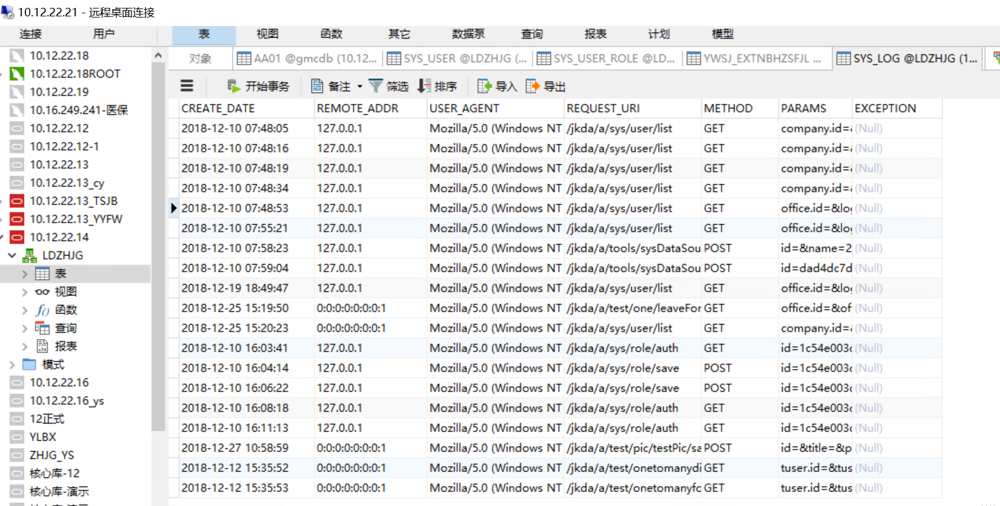 10.12.22.21 - 远程桌面连接
连接 用户 表 视图 函数 其它 数据泵 查询 报表 计划 模型
对象 AA01 @gmcdb (10.12... SYS_USER @LDZHJG (... SYS_USER_ROLE @LD... YWSJ_EXTNBHZSFJL ... SYS_LOG @LDZHJG (1...
开始事务 备注 筛选 排序 导入 导出
10.12.22.18
10.12.22.18ROOT
10.12.22.19
10.16.249.241-医保
10.12.22.12
10.12.22.12-1
10.12.22.13
10.12.22.13_cy
10.12.22.13_TSJB
10.12.22.13_YYFW
10.12.22.14
LDZHJG
表
视图
函数
查询
报表
模式
10.12.22.16
10.12.22.16_ys
12正式
YLBX
ZHJG_YS
核心库-12
核心库-演示
CREATE_DATE REMOTE_ADDR USER_AGENT REQUEST_URI METHOD PARAMS EXCEPTION
2018-12-10 07:48:05 127.0.0.1 Mozilla/5.0 (Windows NT /jkda/a/sys/user/list GET company.id= (Null)
2018-12-10 07:48:16 127.0.0.1 Mozilla/5.0 (Windows NT /jkda/a/sys/user/list GET company.id= (Null)
2018-12-10 07:48:19 127.0.0.1 Mozilla/5.0 (Windows NT /jkda/a/sys/user/list GET company.id= (Null)
2018-12-10 07:48:34 127.0.0.1 Mozilla/5.0 (Windows NT /jkda/a/sys/user/list GET company.id= (Null)
2018-12-10 07:48:53 127.0.0.1 Mozilla/5.0 (Windows NT /jkda/a/sys/user/list GET office.id=&log (Null)
2018-12-10 07:55:21 127.0.0.1 Mozilla/5.0 (Windows NT /jkda/a/sys/user/list GET office.id=&log (Null)
2018-12-10 07:58:23 127.0.0.1 Mozilla/5.0 (Windows NT /jkda/a/tools/sysDataSou POST id=&name=2 (Null)
2018-12-10 07:59:04 127.0.0.1 Mozilla/5.0 (Windows NT /jkda/a/tools/sysDataSou POST id=dad4dc7d (Null)
2018-12-19 18:49:47 127.0.0.1 Mozilla/5.0 (Windows NT /jkda/a/sys/user/list GET office.id=&log (Null)
2018-12-25 15:19:50 0:0:0:0:0:0:0:1 Mozilla/5.0 (Windows NT /jkda/a/test/one/leaveFor GET office.id=&of (Null)
2018-12-25 15:20:23 0:0:0:0:0:0:0:1 Mozilla/5.0 (Windows NT /jkda/a/sys/user/list GET company.id= (Null)
2018-12-10 16:03:41 127.0.0.1 Mozilla/5.0 (Windows NT /jkda/a/sys/role/auth GET id=1c54e003c (Null)
2018-12-10 16:04:14 127.0.0.1 Mozilla/5.0 (Windows NT /jkda/a/sys/role/save POST id=1c54e003c (Null)
2018-12-10 16:06:22 127.0.0.1 Mozilla/5.0 (Windows NT /jkda/a/sys/role/save POST id=1c54e003c (Null)
2018-12-10 16:08:18 127.0.0.1 Mozilla/5.0 (Windows NT /jkda/a/sys/role/auth GET id=1c54e003c (Null)
2018-12-10 16:11:13 127.0.0.1 Mozilla/5.0 (Windows NT /jkda/a/sys/role/auth GET id=1c54e003c (Null)
2018-12-27 10:58:59 0:0:0:0:0:0:0:1 Mozilla/5.0 (Windows NT /jkda/a/test/pic/testPic/sa POST id=&title=&p (Null)
2018-12-12 15:35:52 0:0:0:0:0:0:0:1 Mozilla/5.0 (Windows NT /jkda/a/test/onetomanydi GET tuser.id=&tus (Null)
2018-12-12 15:35:53 0:0:0:0:0:0:0:1 Mozilla/5.0 (Windows NT /jkda/a/test/onetomanyfo GET tuser.id=&tus (Null)